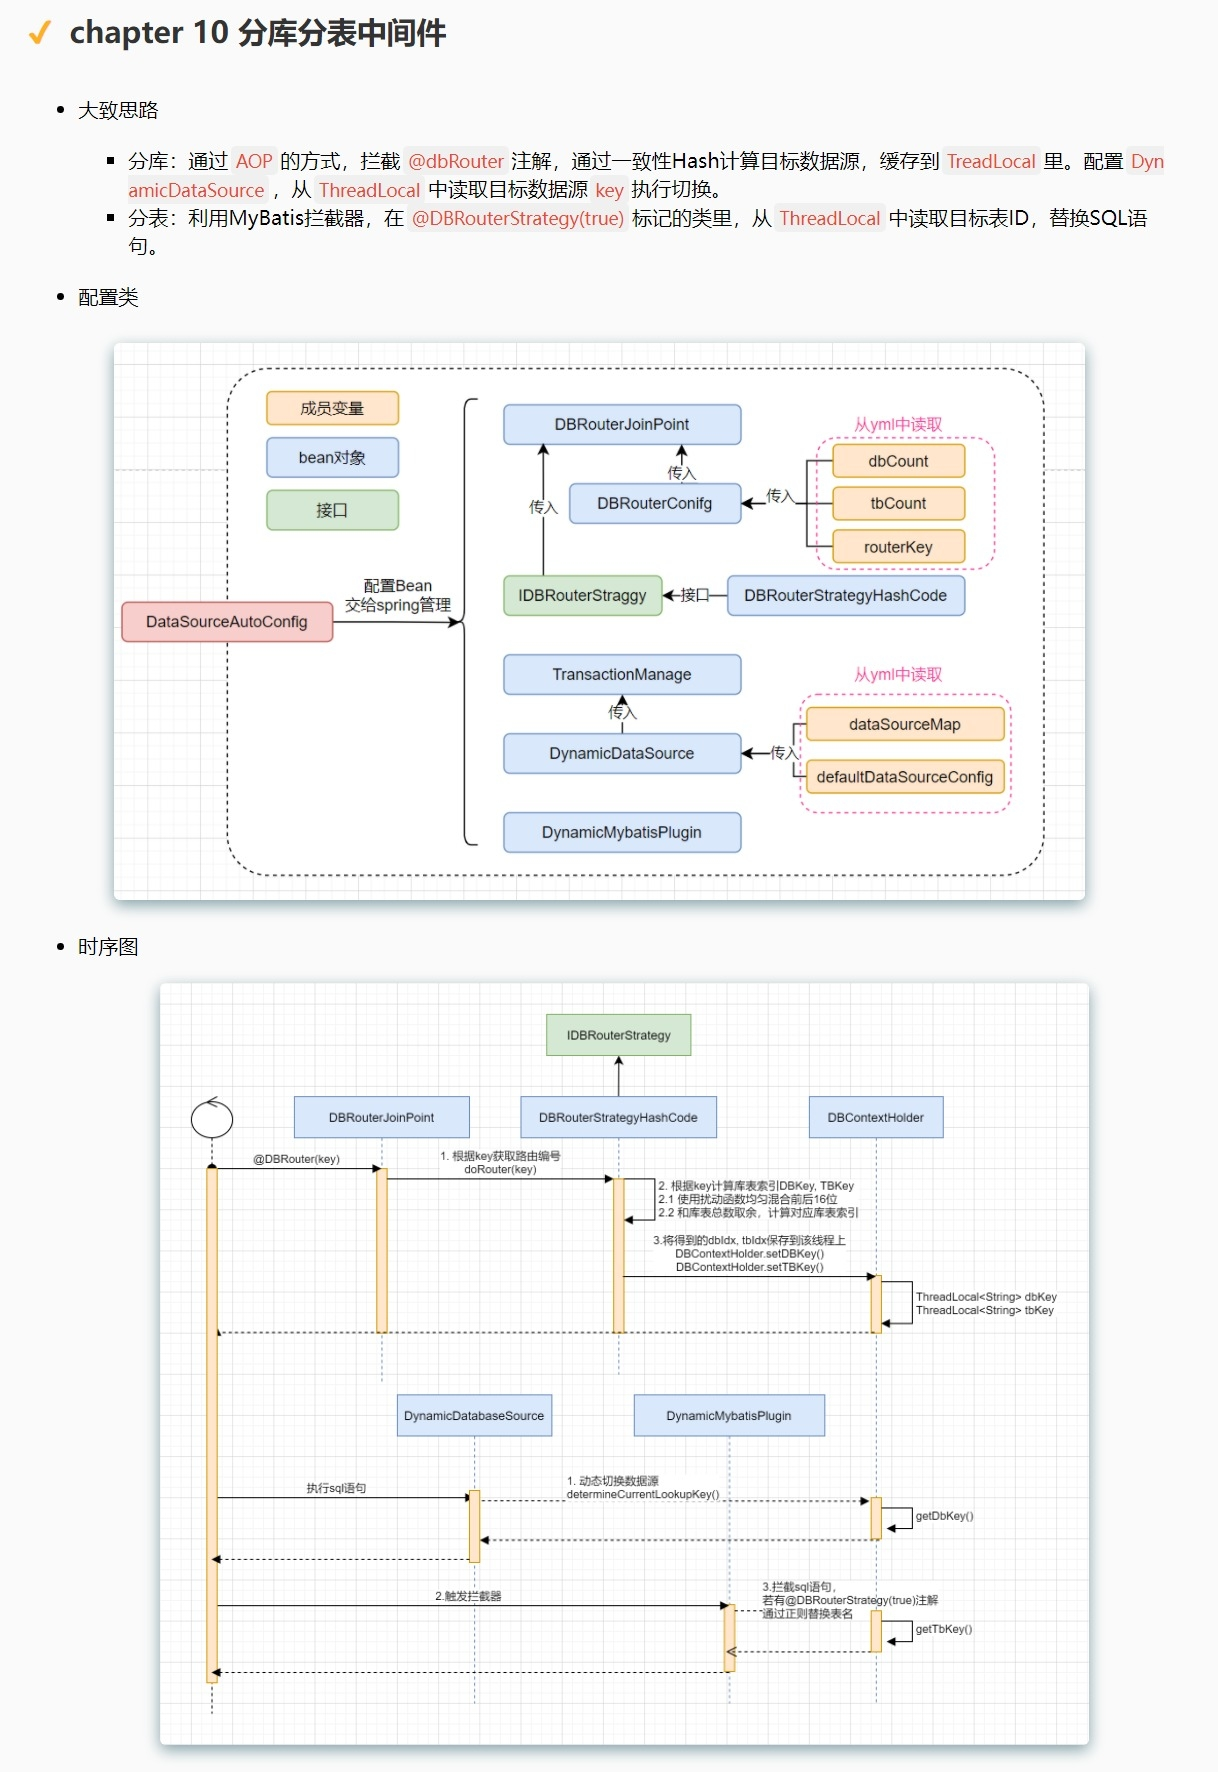 chapter 10 分库分表中间件
大致思路
分库：通过 AOP 的方式，拦截 @dbRouter 注解，通过一致性Hash计算目标数据源，缓存到 TreadLocal 里。配置 Dyn
amicDataSource ，从 ThreadLocal 中读取目标数据源 key 执行切换。
分表：利用MyBatis拦截器，在 @DBRouterStrategy(true) 标记的类里，从 ThreadLocal 中读取目标表ID，替换SQL语
句。
配置类
成员变量
bean对象
接口
DataSourceAutoConfig
配置Bean
交给spring管理
DBRouterJoinPoint
传入
传入
DBRouterConifg
传入
从yml中读取
dbCount
tbCount
routerKey
IDBRouterStraggy
接口
DBRouterStrategyHashCode
TransactionManage
传入
DynamicDataSource
传入
从yml中读取
dataSourceMap
defaultDataSourceConfig
DynamicMybatisPlugin
时序图
IDBRouterStrategy
DBRouterJoinPoint
DBRouterStrategyHashCode
DBContextHolder
@DBRouter(key)
1. 根据key获取路由编号
doRouter(key)
2. 根据key计算库表索引DBKey, TBKey
2.1 使用扰动函数均匀混合前后16位
2.2 和库表总数取余，计算对应库表索引
3.将得到的dbIdx, tbIdx保存到该线程上
DBContextHolder.setDBKey()
DBContextHolder.setTBKey()
ThreadLocal<String> dbKey
ThreadLocal<String> tbKey
DynamicDatabaseSource
DynamicMybatisPlugin
执行sql语句
1. 动态切换数据源
determineCurrentLookupKey()
getDbKey()
2.触发拦截器
3.拦截sql语句，
若有@DBRouterStrategy(true)注解
通过正则替换表名
getTbKey()